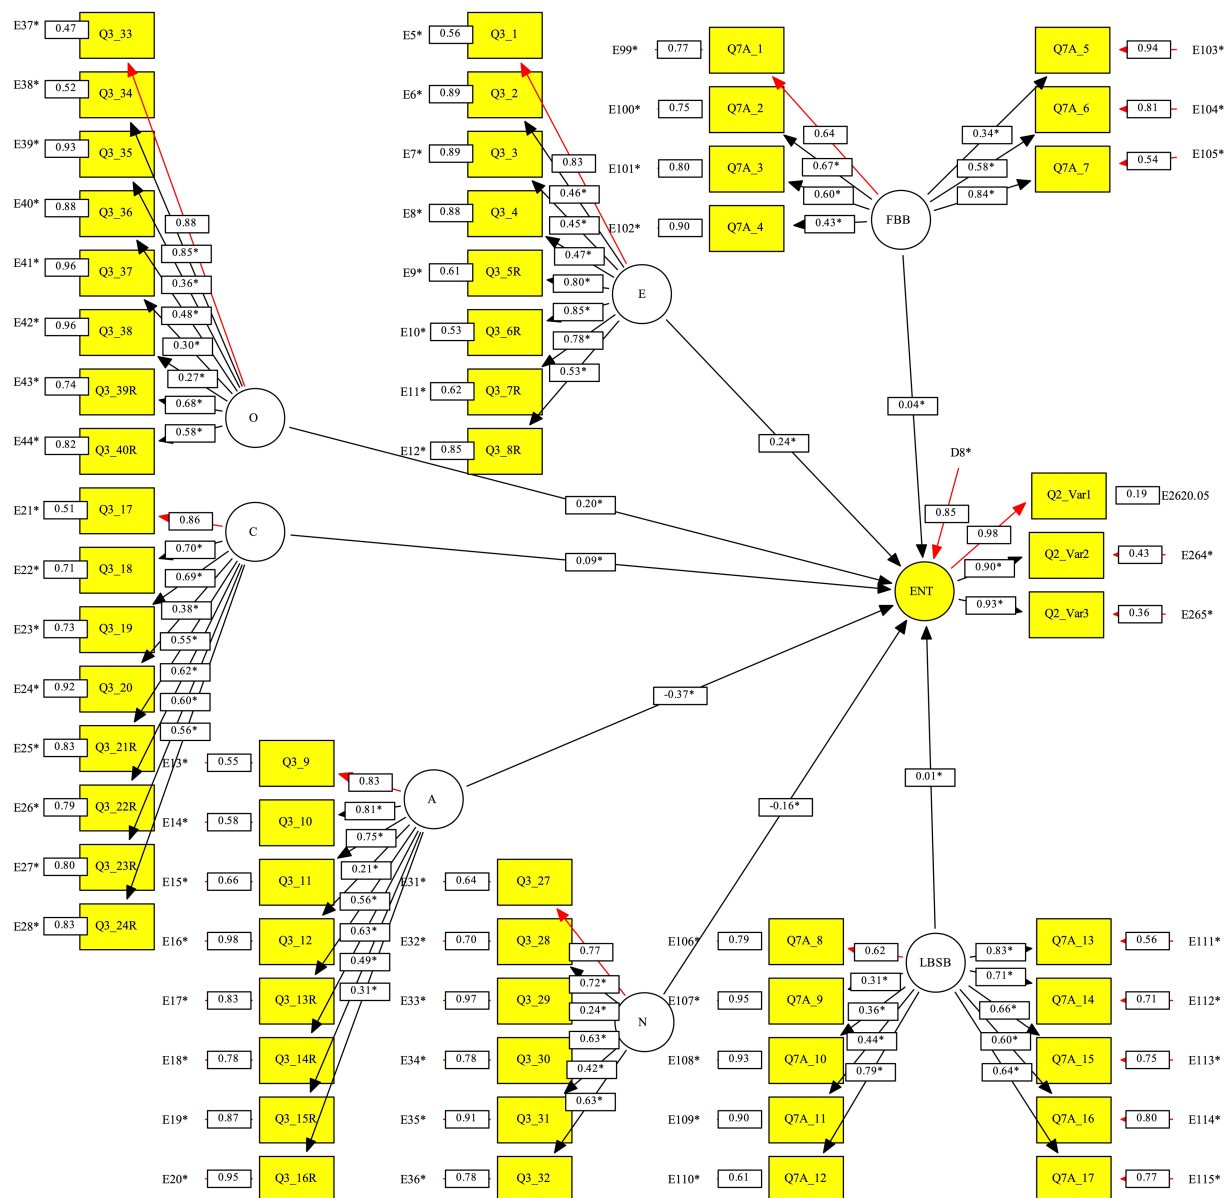 E37* 0.47 Q3_33
E38* 0.52 Q3_34
E39* 0.93 Q3_35
E40* 0.88 Q3_36
E41* 0.96 Q3_37
E42* 0.96 Q3_38
E43* 0.74 Q3_39R
E44* 0.82 Q3_40R
0.88
0.85*
0.36*
0.48*
0.30*
0.27*
0.68*
0.58*
O
0.20*
E5* 0.56 Q3_1
E6* 0.89 Q3_2
E7* 0.89 Q3_3
E8* 0.88 Q3_4
E9* 0.61 Q3_5R
E10* 0.53 Q3_6R
E11* 0.62 Q3_7R
E12* 0.85 Q3_8R
0.83
0.46*
0.45*
0.47*
0.80*
0.85*
0.78*
0.53*
E
0.24*
E99* 0.77 Q7A_1
E100* 0.75 Q7A_2
E101* 0.80 Q7A_3
E102* 0.90 Q7A_4
0.64
0.67*
0.60*
0.43*
FBB
0.34*
0.58*
0.84*
Q7A_5 0.94 E103*
Q7A_6 0.81 E104*
Q7A_7 0.54 E105*
0.04*
D8*
0.85
ENT
0.98
0.90*
0.93*
Q2_Var1 0.19 E2620.05
Q2_Var2 0.43 E264*
Q2_Var3 0.36 E265*
E21* 0.51 Q3_17
E22* 0.71 Q3_18
E23* 0.73 Q3_19
E24* 0.92 Q3_20
E25* 0.83 Q3_21R
E26* 0.79 Q3_22R
E27* 0.80 Q3_23R
E28* 0.83 Q3_24R
0.86
0.70*
0.69*
0.38*
0.55*
0.62*
0.60*
0.56*
C
0.09*
E13* 0.55 Q3_9
E14* 0.58 Q3_10
E15* 0.66 Q3_11
E16* 0.98 Q3_12
E17* 0.83 Q3_13R
E18* 0.78 Q3_14R
E19* 0.87 Q3_15R
E20* 0.95 Q3_16R
0.83
0.81*
0.75*
0.21*
0.56*
0.63*
0.49*
0.31*
A
-0.37*
E31* 0.64 Q3_27
E32* 0.70 Q3_28
E33* 0.97 Q3_29
E34* 0.78 Q3_30
E35* 0.91 Q3_31
E36* 0.78 Q3_32
0.77
0.72*
0.24*
0.63*
0.42*
0.63*
N
-0.16*
E106* 0.79 Q7A_8
E107* 0.95 Q7A_9
E108* 0.93 Q7A_10
E109* 0.90 Q7A_11
E110* 0.61 Q7A_12
0.62
0.31*
0.36*
0.44*
0.79*
LBSB
0.01*
0.83*
0.71*
0.66*
0.60*
0.64*
Q7A_13 0.56 E111*
Q7A_14 0.71 E112*
Q7A_15 0.75 E113*
Q7A_16 0.80 E114*
Q7A_17 0.77 E115*